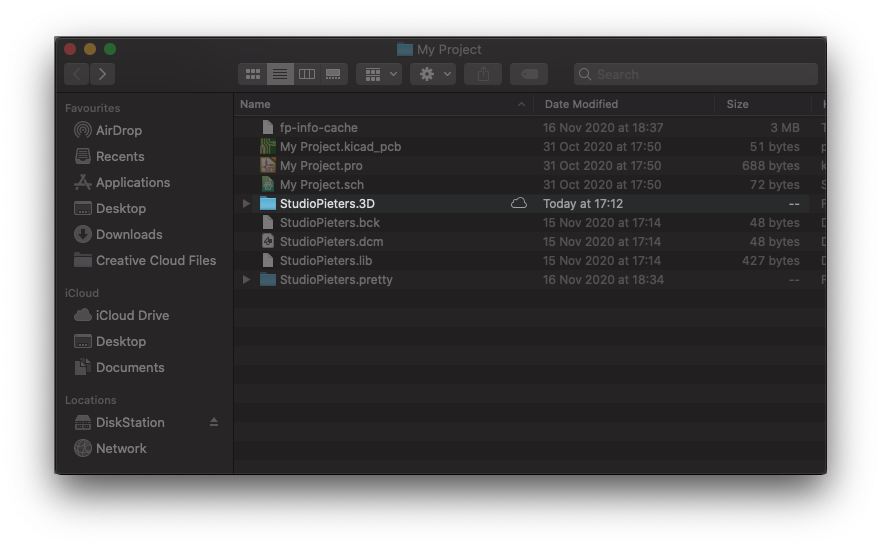 My Project
Search
Favourites
AirDrop
Recents
Applications
Desktop
Downloads
Creative Cloud Files
iCloud
iCloud Drive
Desktop
Documents
Locations
DiskStation
Network
Name Date Modified Size
fp-info-cache 16 Nov 2020 at 18:37 3 MB
My Project.kicad_pcb 31 Oct 2020 at 17:50 51 bytes
My Project.pro 31 Oct 2020 at 17:50 688 bytes
My Project.sch 31 Oct 2020 at 17:50 72 bytes
StudioPieters.3D Today at 17:12 --
StudioPieters.bck 15 Nov 2020 at 17:14 48 bytes
StudioPieters.dcm 15 Nov 2020 at 17:14 48 bytes
StudioPieters.lib 15 Nov 2020 at 17:14 427 bytes
StudioPieters.pretty 16 Nov 2020 at 18:34 --